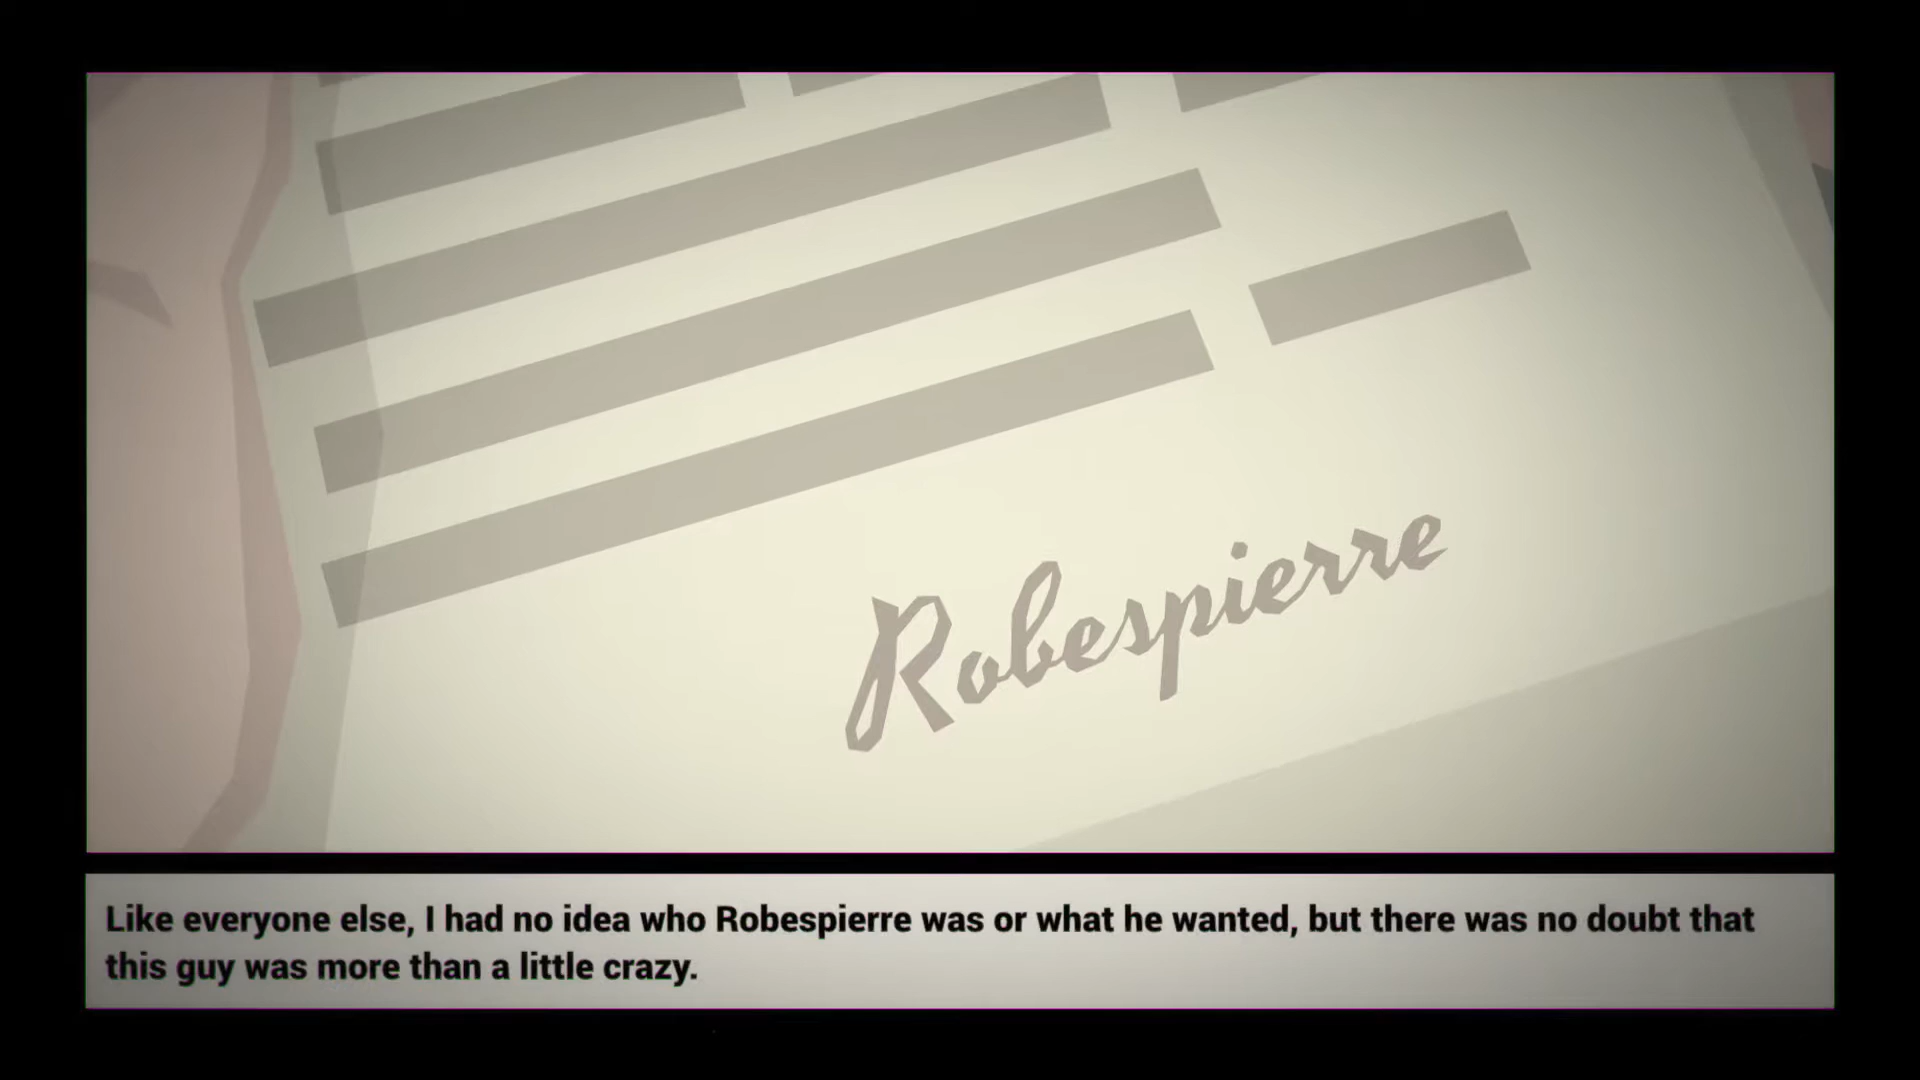 Robespierre
Like everyone else, I had no idea who Robespierre was or what he wanted, but there was no doubt that
this guy was more than a little crazy.